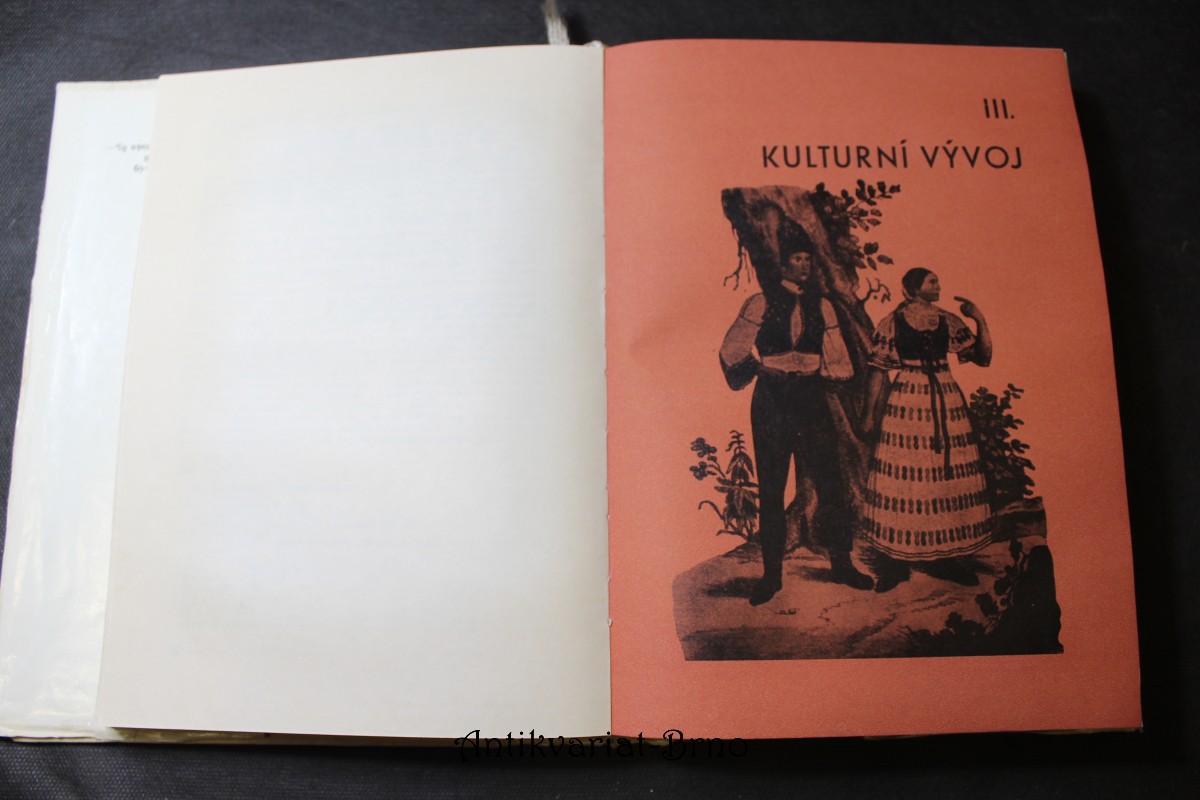 III.
KULTURNÍ VÝVOJ
Antikvariat-Brno